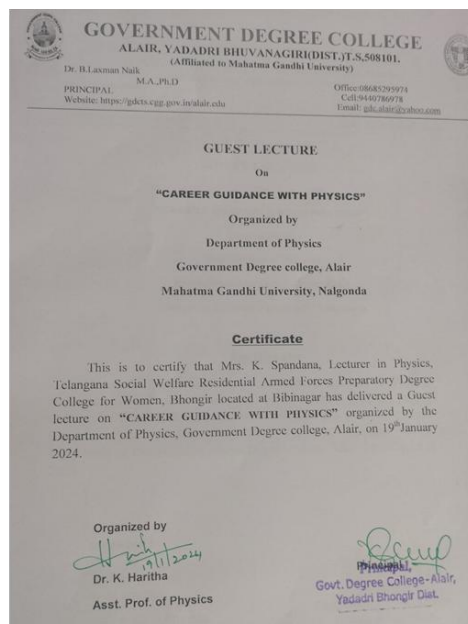 GOVERNMENT DEGREE COLLEGE
ALAIR, YADADRI BHUVANAGIRI(DIST.)T.S,508101.
(Affiliated to Mahatma Gandhi University)
Dr. B.Laxman Naik
M.A.,Ph.D
PRINCIPAL
Website: https://gdcts.cgg.gov.in/alair.edu
Office:08685293974
Cell:9440786978
Email: gdc.alair@yahoo.com
GUEST LECTURE
On
“CAREER GUIDANCE WITH PHYSICS”
Organized by
Department of Physics
Government Degree college, Alair
Mahatma Gandhi University, Nalgonda
Certificate
This is to certify that Mrs. K. Spandana, Lecturer in Physics,
Telangana Social Welfare Residential Armed Forces Preparatory Degree
College for Women, Bhongir located at Bibinagar has delivered a Guest
lecture on “CAREER GUIDANCE WITH PHYSICS” organized by the
Department of Physics, Government Degree college, Alair, on 19thJanuary
2024.
Organized by
19/1/2024
Dr. K. Haritha
Asst. Prof. of Physics
Principal,
Govt. Degree College-Alair,
Yadadri Bhongir Dist.